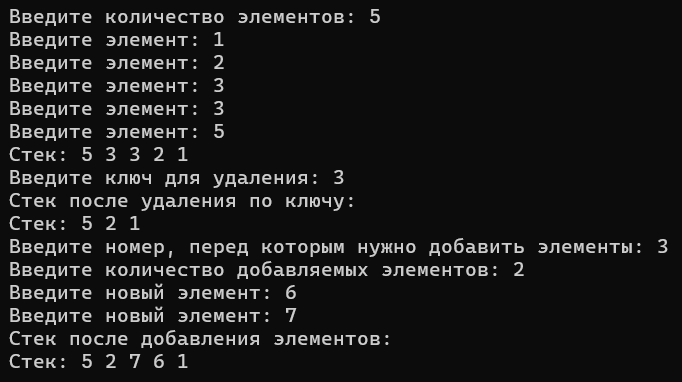 Введите количество элементов: 5
Введите элемент: 1
Введите элемент: 2
Введите элемент: 3
Введите элемент: 3
Введите элемент: 5
Стек: 5 3 3 2 1
Введите ключ для удаления: 3
Стек после удаления по ключу:
Стек: 5 2 1
Введите номер, перед которым нужно добавить элементы: 3
Введите количество добавляемых элементов: 2
Введите новый элемент: 6
Введите новый элемент: 7
Стек после добавления элементов:
Стек: 5 2 7 6 1